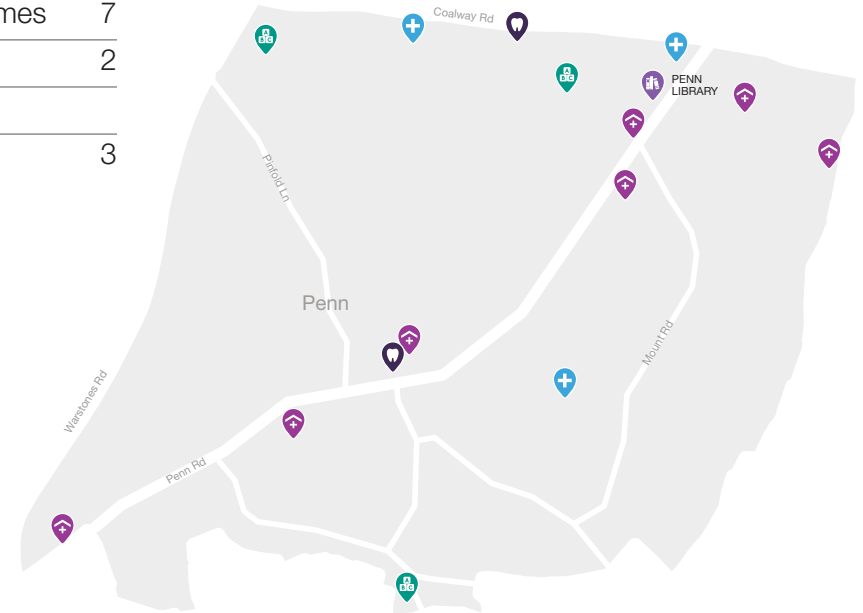 mes 7
2
3
Coalway Rd
PENN
LIBRARY
Pinfold Ln
Penn
Mount Rd
Warstones Rd
Penn Rd